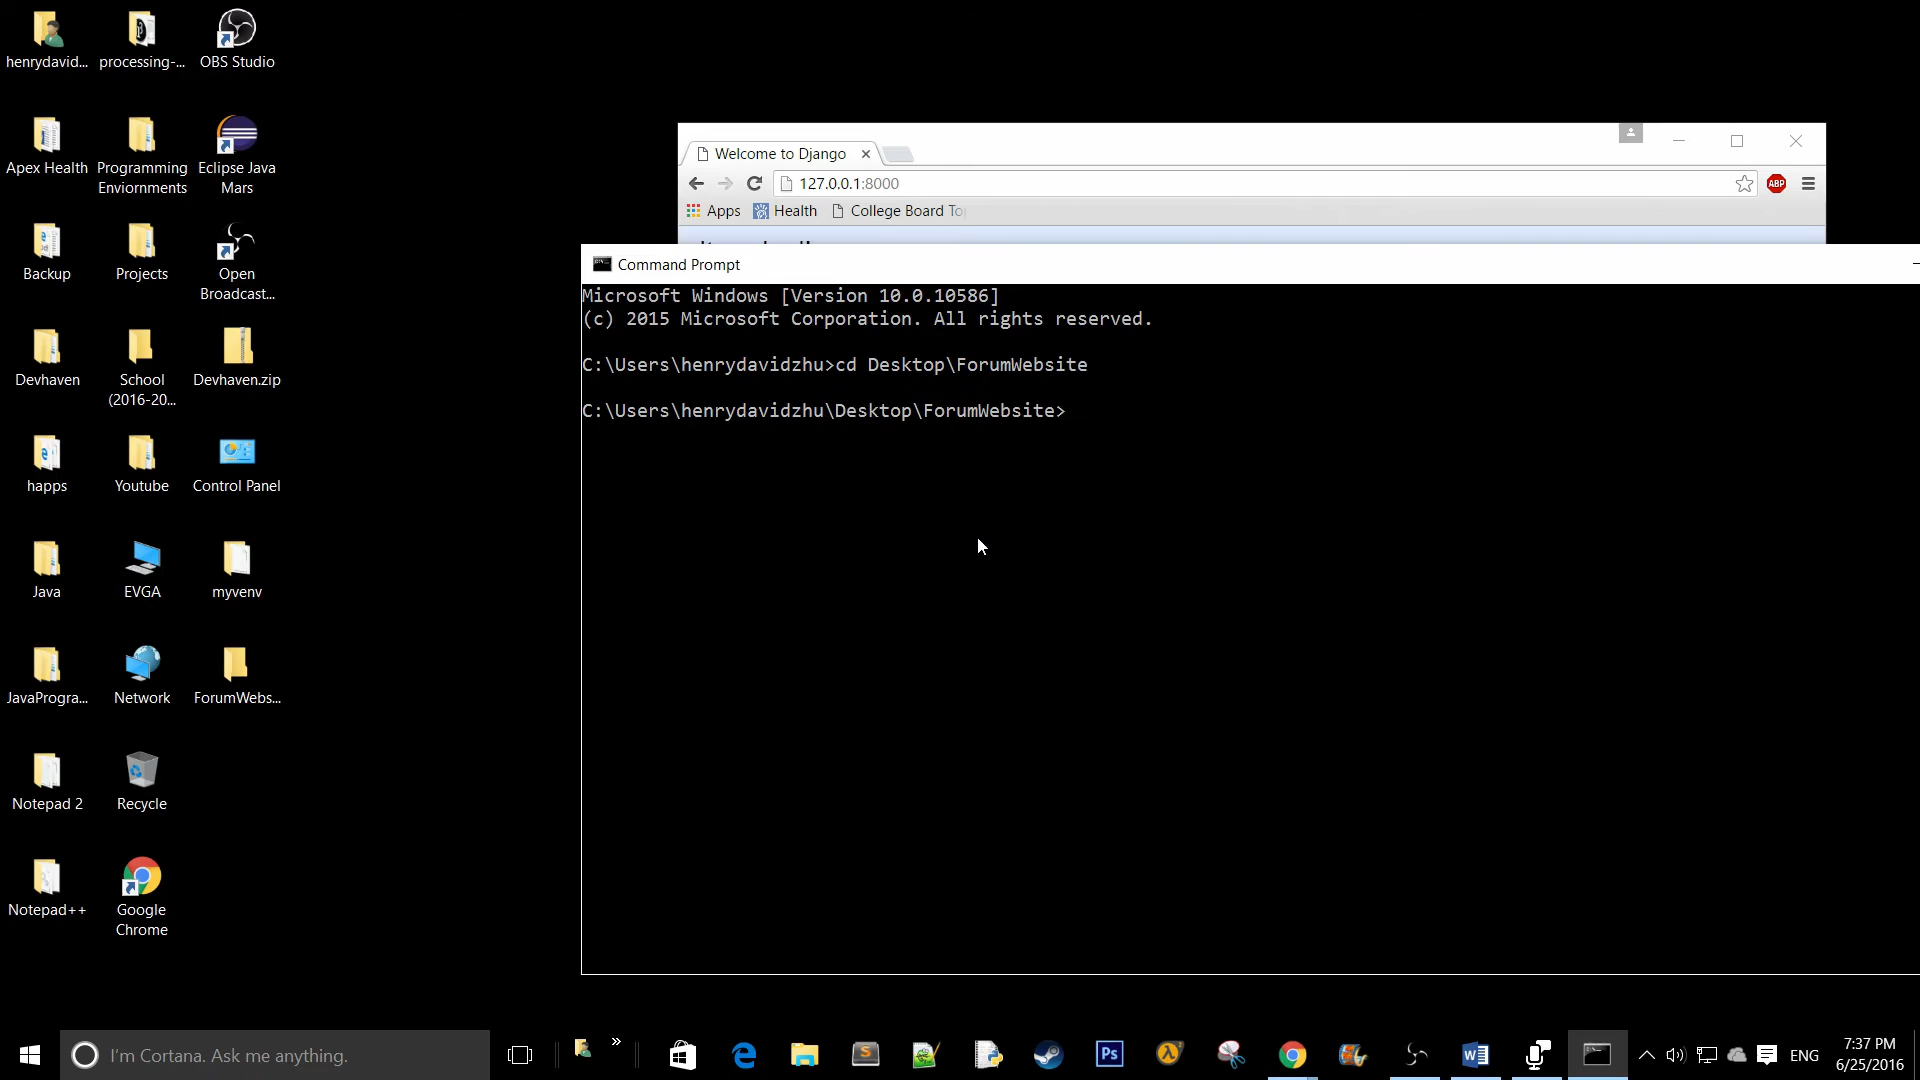 henrydavid...
processing-...
OBS Studio
Apex Health
Programming
Enviornments
Eclipse Java
Mars
Backup
Projects
Open
Broadcast...
Devhaven
School
(2016-20...
Devhaven.zip
happs
Youtube
Control Panel
Java
EVGA
myvenv
JavaProgra...
Network
ForumWebs...
Notepad 2
Recycle
Notepad++
Google
Chrome
Welcome to Django
127.0.0.1:8000
ABP
Apps
Health
College Board To
Command Prompt
Microsoft Windows [Version 10.0.10586]
(c) 2015 Microsoft Corporation. All rights reserved.
C:\Users\henrydavidzhu>cd Desktop\ForumWebsite
C:\Users\henrydavidzhu\Desktop\ForumWebsite>
I'm Cortana. Ask me anything.
Ps
ENG
7:37 PM
6/25/2016